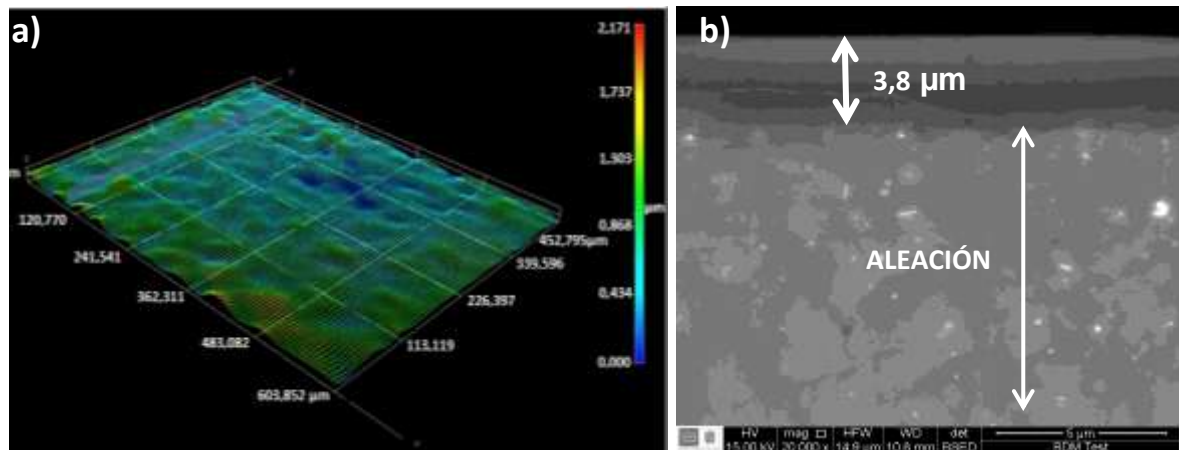 a)
2,171
1,737
1,303
0,868
0,434
0,000
µm
120,770
241,541
362,311
483,082
603,852 µm
452,795µm
339,596
226,397
113,119
b)
3,8 µm
ALEACIÓN
HV mag HFW WD det 5 µm
15.00 kV 20 000 x 14.9 µm 10.6 mm BSED BDM Test